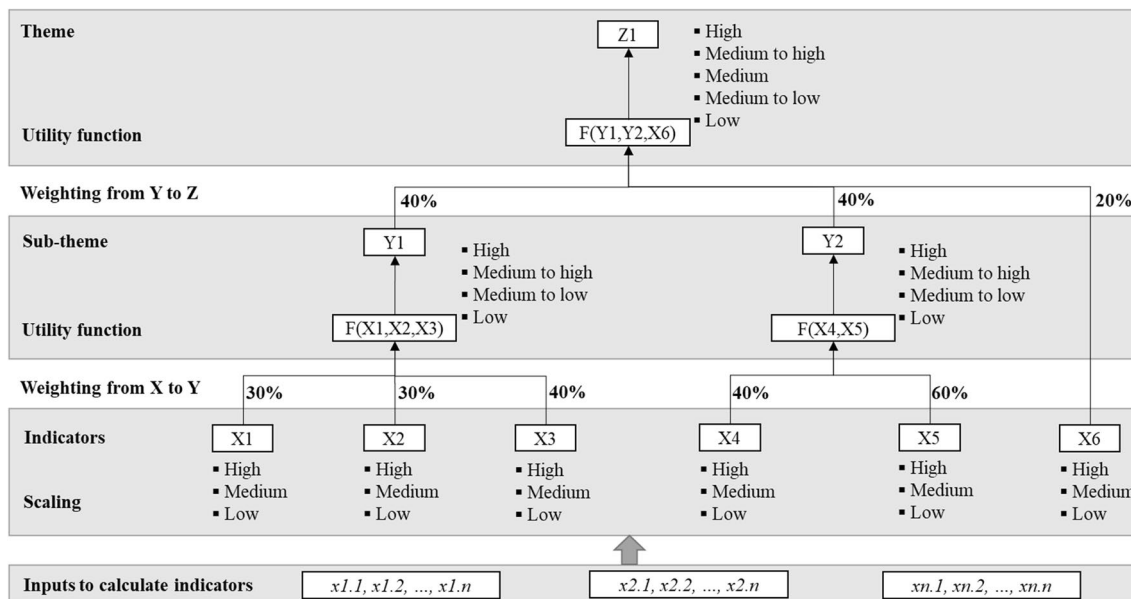 Theme
Z1
▪ High
▪ Medium to high
▪ Medium
▪ Medium to low
▪ Low
Utility function
F(Y1,Y2,X6)
Weighting from Y to Z
40%
40%
20%
Sub-theme
Y1
▪ High
▪ Medium to high
▪ Medium to low
▪ Low
Y2
▪ High
▪ Medium to high
▪ Medium to low
▪ Low
Utility function
F(X1,X2,X3)
F(X4,X5)
Weighting from X to Y
30%
30%
40%
40%
60%
Indicators
X1
X2
X3
X4
X5
X6
Scaling
▪ High
▪ Medium
▪ Low
▪ High
▪ Medium
▪ Low
▪ High
▪ Medium
▪ Low
▪ High
▪ Medium
▪ Low
▪ High
▪ Medium
▪ Low
▪ High
▪ Medium
▪ Low
Inputs to calculate indicators
x1.1, x1.2, ..., x1.n
x2.1, x2.2, ..., x2.n
xn.1, xn.2, ..., xn.n